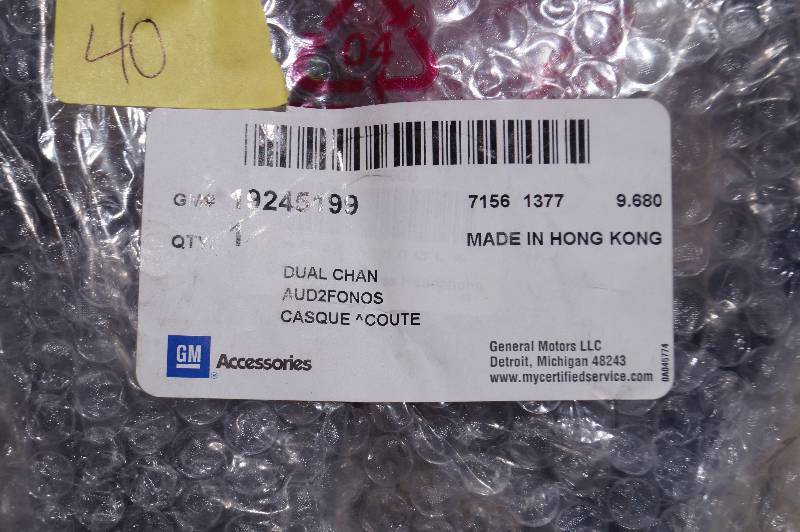 40
04
GM# 19245199 7156 1377 9.680
QTY. 1 MADE IN HONG KONG
DUAL CHAN
AUD2FONOS
CASQUE ^COUTE
GM
® Accessories
General Motors LLC
Detroit, Michigan 48243
www.mycertifiedservice.com
0A045774